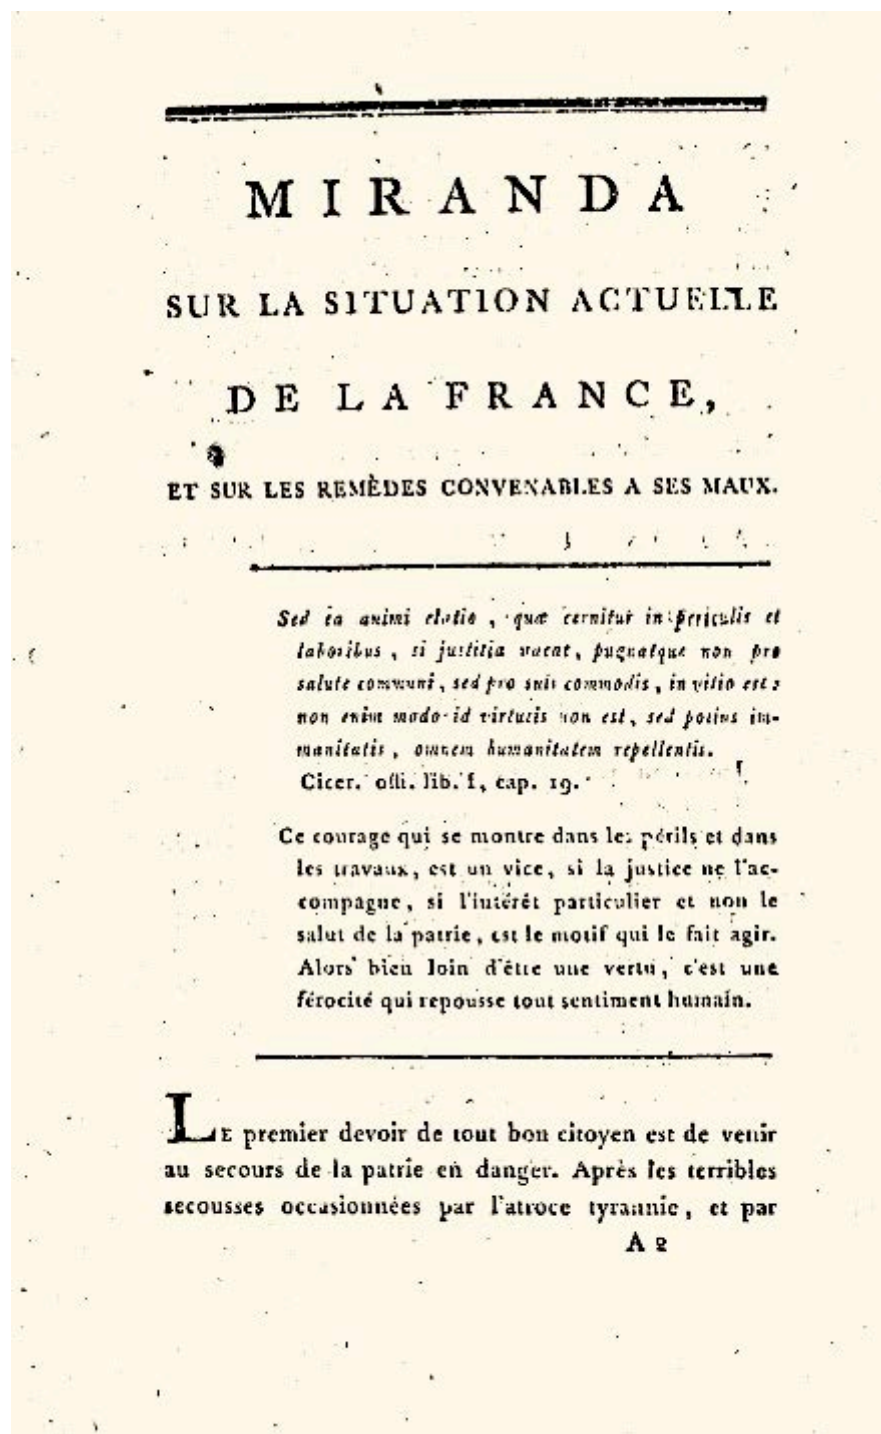 MIRANDA
SUR LA SITUATION ACTUELLE
DE LA FRANCE,
ET SUR LES REMÈDES CONVENABLES A SES MAUX.
Sed ea animi elatio, quæ cernitur in periculis et
laboribus, si justitia vacat, pugnatque non pro
salute communi, sed pro suis commodis, in vitio est:
non enim modo id virtutis non est, sed potius im-
manitatis, omnem humanitatem repellentis.
Cicer. offi. lib. I, cap. 19.
Ce courage qui se montre dans les périls et dans
les travaux, est un vice, si la justice ne l'ac-
compagne, si l'intérêt particulier et non le
salut de la patrie, est le motif qui le fait agir.
Alors bien loin d'être une vertu, c'est une
férocité qui repousse tout sentiment humain.
LE premier devoir de tout bon citoyen est de venir
au secours de la patrie en danger. Après les terribles
secousses occasionnées par l'atroce tyrannie, et par
A 2